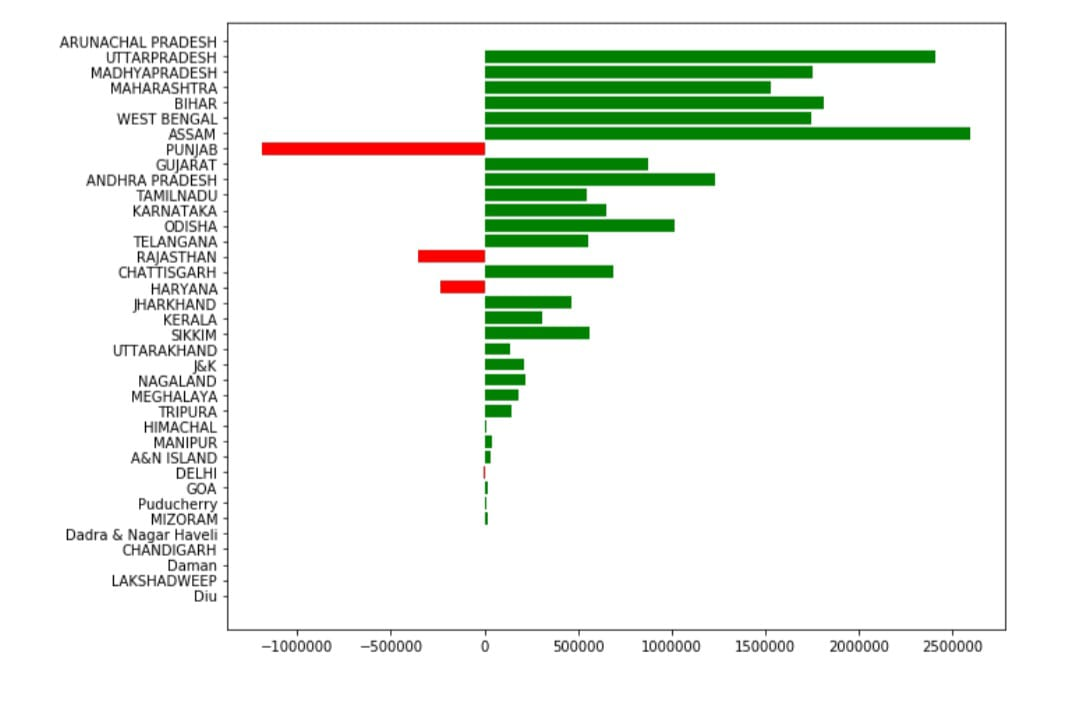 ARUNACHAL PRADESH
UTTARPRADESH
MADHYAPRADESH
MAHARASHTRA
BIHAR
WEST BENGAL
ASSAM
PUNJAB
GUJARAT
ANDHRA PRADESH
TAMILNADU
KARNATAKA
ODISHA
TELANGANA
RAJASTHAN
CHATTISGARH
HARYANA
JHARKHAND
KERALA
SIKKIM
UTTARAKHAND
J&K
NAGALAND
MEGHALAYA
TRIPURA
HIMACHAL
MANIPUR
A&N ISLAND
DELHI
GOA
Puducherry
MIZORAM
Dadra & Nagar Haveli
CHANDIGARH
Daman
LAKSHADWEEP
Diu
−1000000 −500000 0 500000 1000000 1500000 2000000 2500000